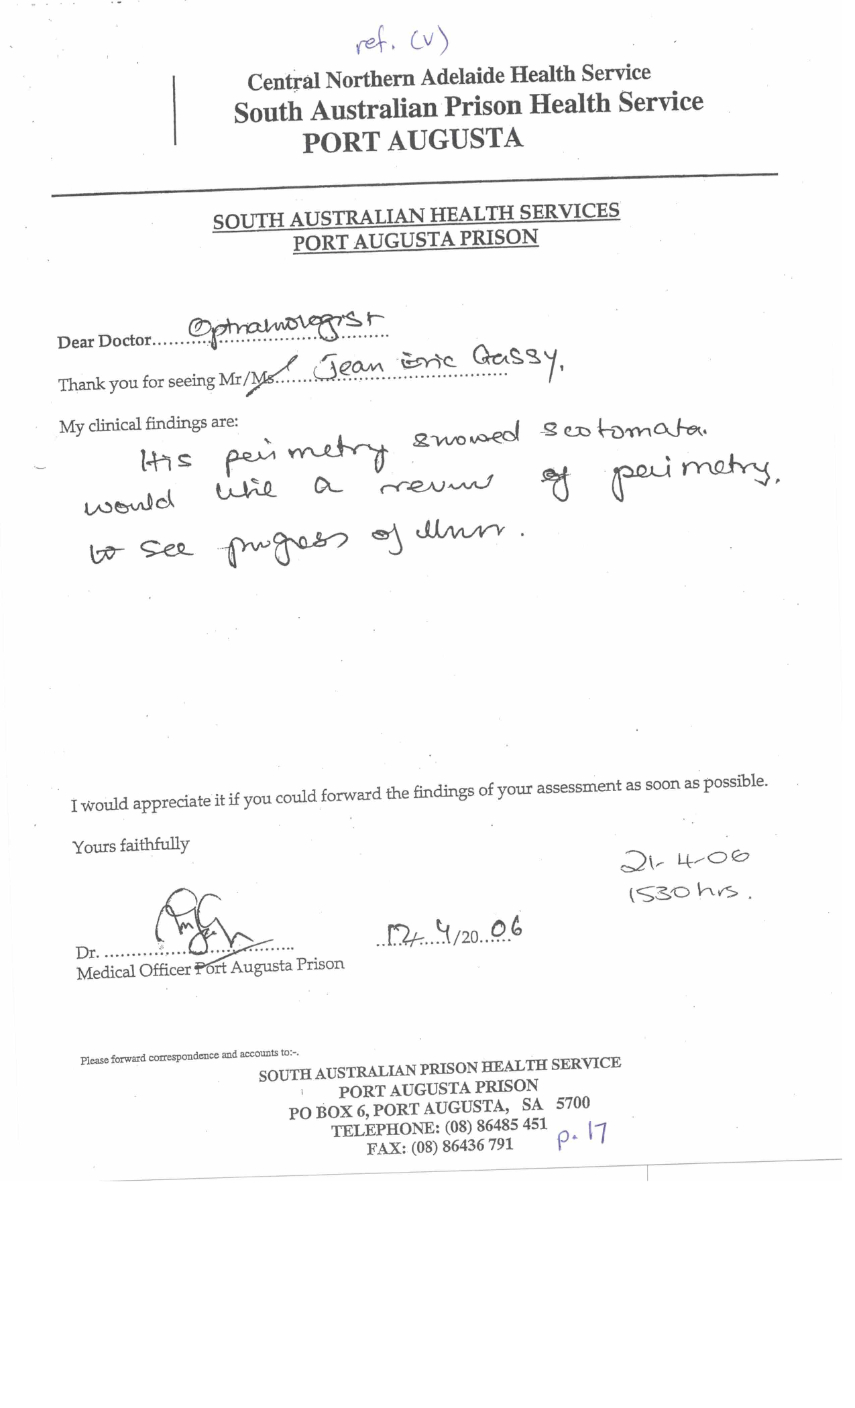 ref. (v)
Central Northern Adelaide Health Service
South Australian Prison Health Service
PORT AUGUSTA
SOUTH AUSTRALIAN HEALTH SERVICES
PORT AUGUSTA PRISON
Dear Doctor.......Opthalmologist.......
Thank you for seeing Mr/Ms....... Jean Eric Gassy.
My clinical findings are:
His perimetry showed scotomata.
would like a review of perimetry,
to see progress of
I would appreciate it if you could forward the findings of your assessment as soon as possible.
Yours faithfully
21-4-06
1530 hrs.
Dr. .......
4/20 06
Medical Officer Port Augusta Prison
Please forward correspondence and accounts to:-.
SOUTH AUSTRALIAN PRISON HEALTH SERVICE
PORT AUGUSTA PRISON
PO BOX 6, PORT AUGUSTA, SA 5700
TELEPHONE: (08) 86485 451
FAX: (08) 86436 791
p. 17